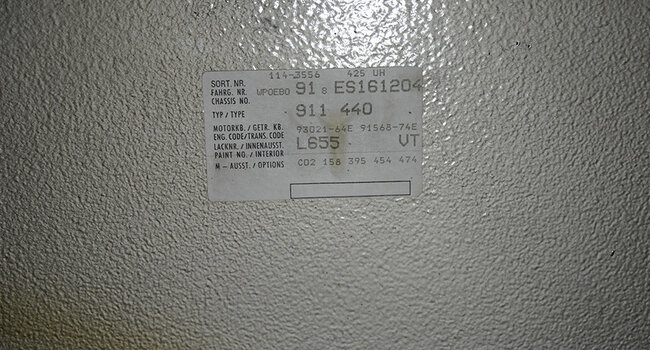 114-3556 425 UH
SORT. NR.
FAHRG. NR. WPOEBO 91 8 ES161204
CHASSIS NO.
TYP / TYPE 911 440
MOTORKB. / GETR. KB. 93021-64E 91568-74E
ENG. CODE/TRANS. CODE
LACKNR. / INNENAUSST. L655 VT
PAINT NO. / INTERIOR
M - AUSST. / OPTIONS C02 158 395 454 474